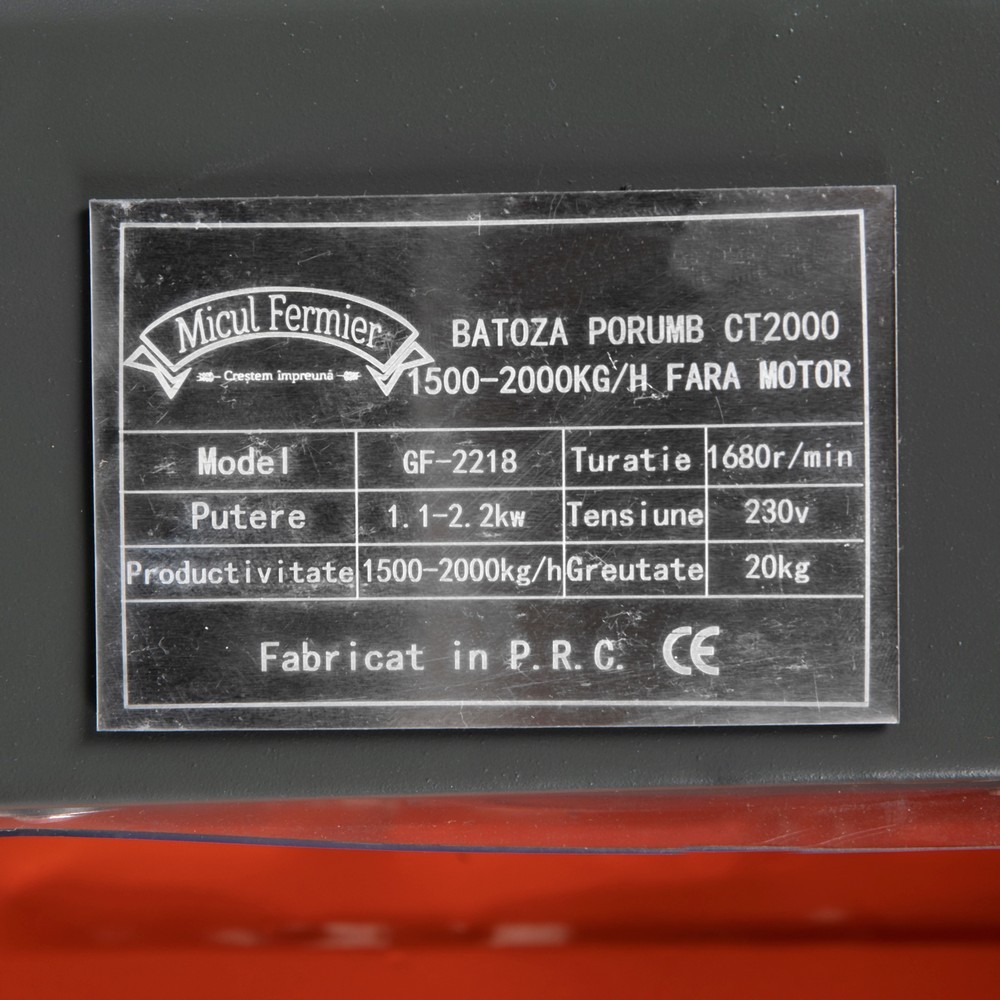 Micul Fermier
Creștem împreună
BATOZA PORUMB CT2000
1500-2000KG/H FARA MOTOR
Model GF-2218 Turatie 1680r/min
Putere 1.1-2.2kw Tensiune 230v
Productivitate 1500-2000kg/h Greutate 20kg
Fabricat in P.R.C. CE